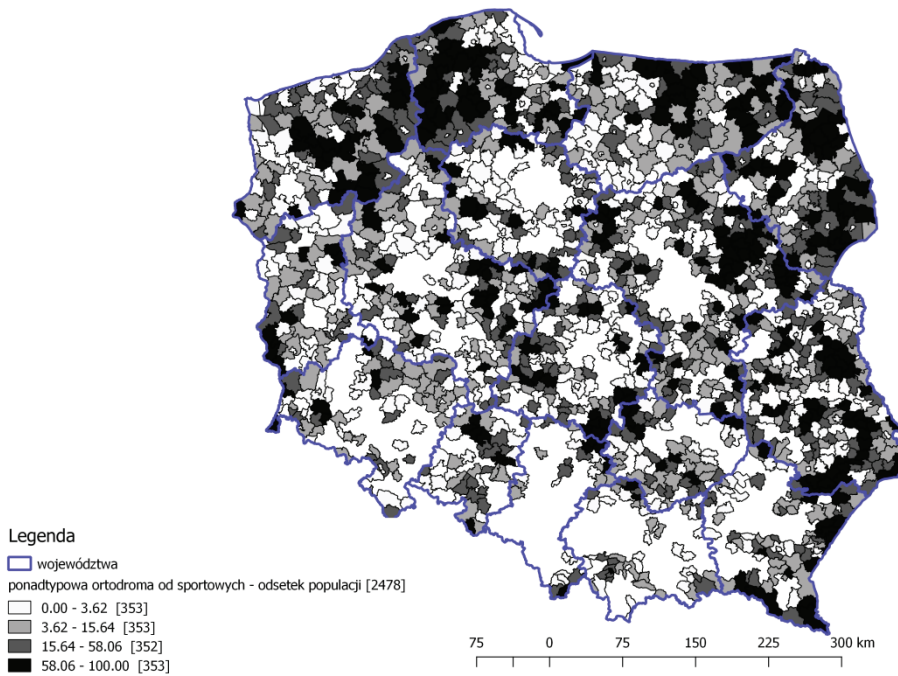 Legenda
województwa
ponadtypowa ortodroma od sportowych - odsetek populacji [2478]
0.00 - 3.62 [353]
3.62 - 15.64 [353]
15.64 - 58.06 [352]
58.06 - 100.00 [353]
75 0 75 150 225 300 km